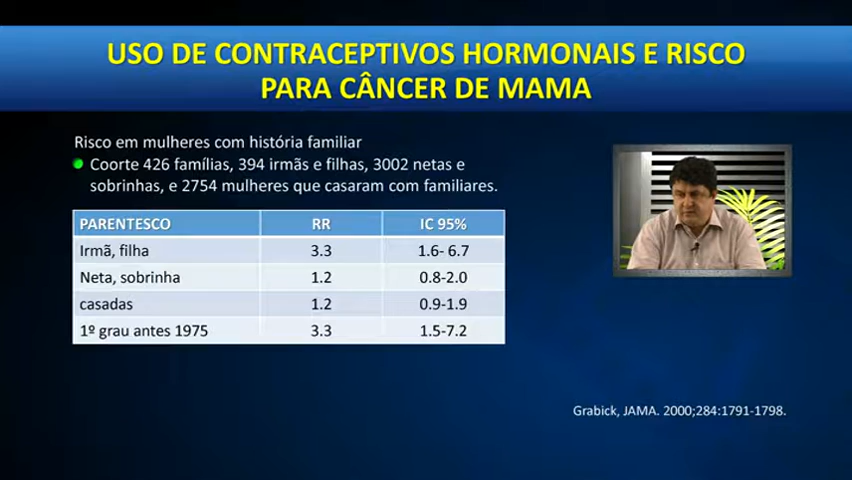 USO DE CONTRACEPTIVOS HORMONAIS E RISCO
PARA CÂNCER DE MAMA
Risco em mulheres com história familiar
Coorte 426 famílias, 394 irmãs e filhas, 3002 netas e
sobrinhas, e 2754 mulheres que casaram com familiares.
PARENTESCO RR IC 95%
Irmã, filha 3.3 1.6- 6.7
Neta, sobrinha 1.2 0.8-2.0
casadas 1.2 0.9-1.9
1º grau antes 1975 3.3 1.5-7.2
Grabick, JAMA. 2000;284:1791-1798.